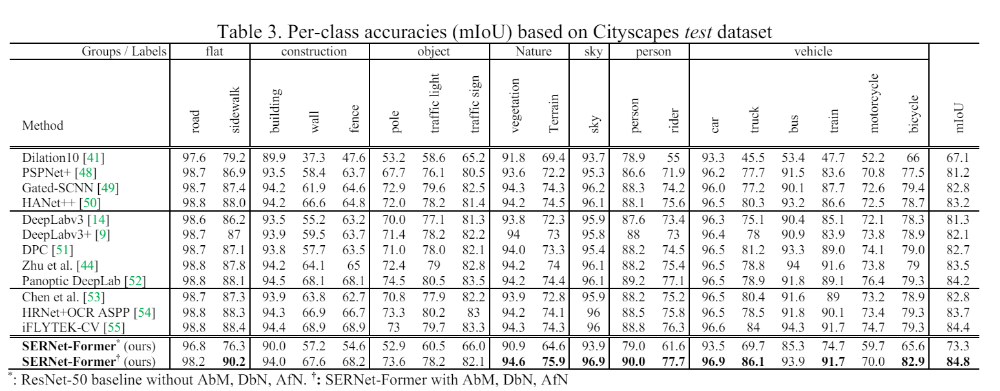 Table 3. Per-class accuracies (mIoU) based on Cityscapes test dataset
Groups / Labels flat construction object Nature sky person vehicle
Method road sidewalk building wall fence pole traffic light traffic sign vegetation Terrain sky person rider car truck bus train motorcycle bicycle mIoU
Dilation10 [41] 97.6 79.2 89.9 37.3 47.6 53.2 58.6 65.2 91.8 69.4 93.7 78.9 55 93.3 45.5 53.4 47.7 52.2 66 67.1
PSPNet+ [48] 98.7 86.9 93.5 58.4 63.7 67.7 76.1 80.5 93.6 72.2 95.3 86.6 71.9 96.2 77.7 91.5 83.6 70.8 77.5 81.2
Gated-SCNN [49] 98.7 87.4 94.2 61.9 64.6 72.9 79.6 82.5 94.3 74.3 96.2 88.3 74.2 96.0 77.2 90.1 87.7 72.6 79.4 82.8
HANet++ [50] 98.8 88.0 94.2 66.6 64.8 72.0 78.2 81.4 94.2 74.5 96.1 88.1 75.6 96.5 80.3 93.2 86.6 72.5 78.7 83.2
DeepLabv3 [14] 98.6 86.2 93.5 55.2 63.2 70.0 77.1 81.3 93.8 72.3 95.9 87.6 73.4 96.3 75.1 90.4 85.1 72.1 78.3 81.3
DeepLabv3+ [9] 98.7 87 93.9 59.5 63.7 71.4 78.2 82.2 94 73 95.8 88 73 96.4 78 90.9 83.9 73.8 78.9 82.1
DPC [51] 98.7 87.1 93.8 57.7 63.5 71.0 78.0 82.1 94.0 73.3 95.4 88.2 74.5 96.5 81.2 93.3 89.0 74.1 79.0 82.7
Zhu et al. [44] 98.8 87.8 94.2 64.1 65 72.4 79 82.8 94.2 74 96.1 88.2 75.4 96.5 78.8 94 91.6 73.8 79 83.5
Panoptic DeepLab [52] 98.8 88.1 94.5 68.1 68.1 74.5 80.5 83.5 94.2 74.4 96.1 89.2 77.1 96.5 78.9 91.8 89.1 76.4 79.3 84.2
Chen et al. [53] 98.7 87.3 93.9 63.8 62.7 70.8 77.9 82.2 93.9 72.8 95.9 88.2 75.2 96.5 80.4 91.6 89 73.2 78.9 82.8
HRNet+OCR ASPP [54] 98.8 88.3 94.3 66.9 66.7 73.3 80.2 83 94.2 74.1 96 88.5 75.8 96.5 78.5 91.8 90.1 73.4 79.3 83.7
iFLYTEK-CV [55] 98.8 88.4 94.4 68.9 68.9 73 79.7 83.3 94.3 74.3 96 88.8 76.3 96.6 84 94.3 91.7 74.7 79.3 84.4
SERNet-Former* (ours) 96.8 76.3 90.0 57.2 54.6 52.9 60.5 66.0 90.9 64.6 93.9 79.0 61.6 93.5 69.7 85.3 74.7 59.7 65.6 73.3
SERNet-Former† (ours) 98.2 90.2 94.0 67.6 68.2 73.6 78.2 82.1 94.6 75.9 96.9 90.0 77.7 96.9 86.1 93.9 91.7 70.0 82.9 84.8
*: ResNet-50 baseline without AbM, DbN, AfN. †: SERNet-Former with AbM, DbN, AfN